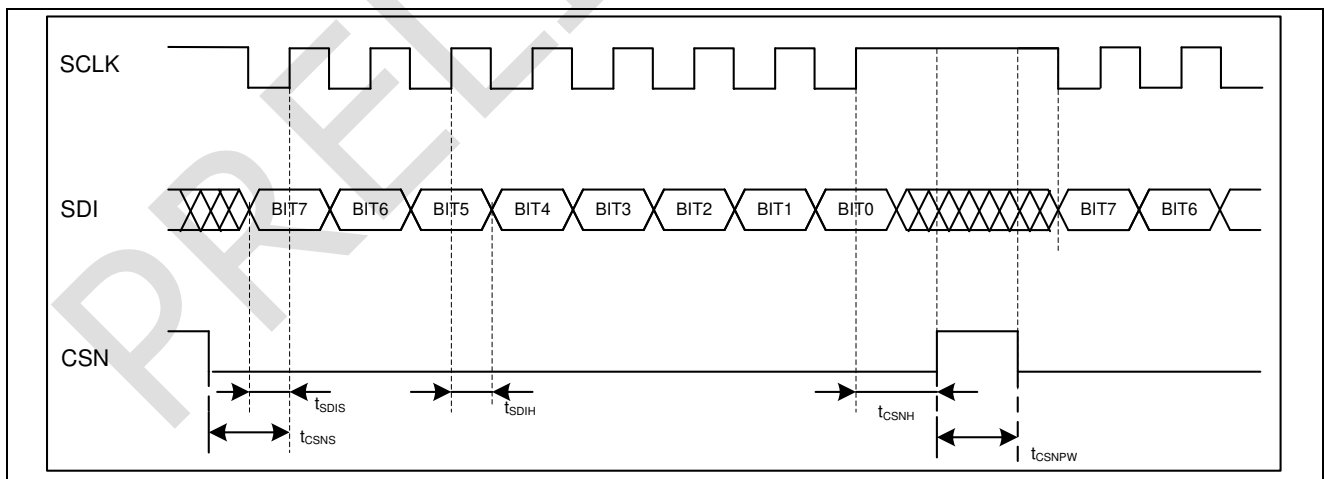 PREL
SCLK
SDI
BIT7 BIT6 BIT5 BIT4 BIT3 BIT2 BIT1 BIT0 BIT7 BIT6
CSN
tSDIS
tSDIH
tCSNH
tCSNS
tCSNPW